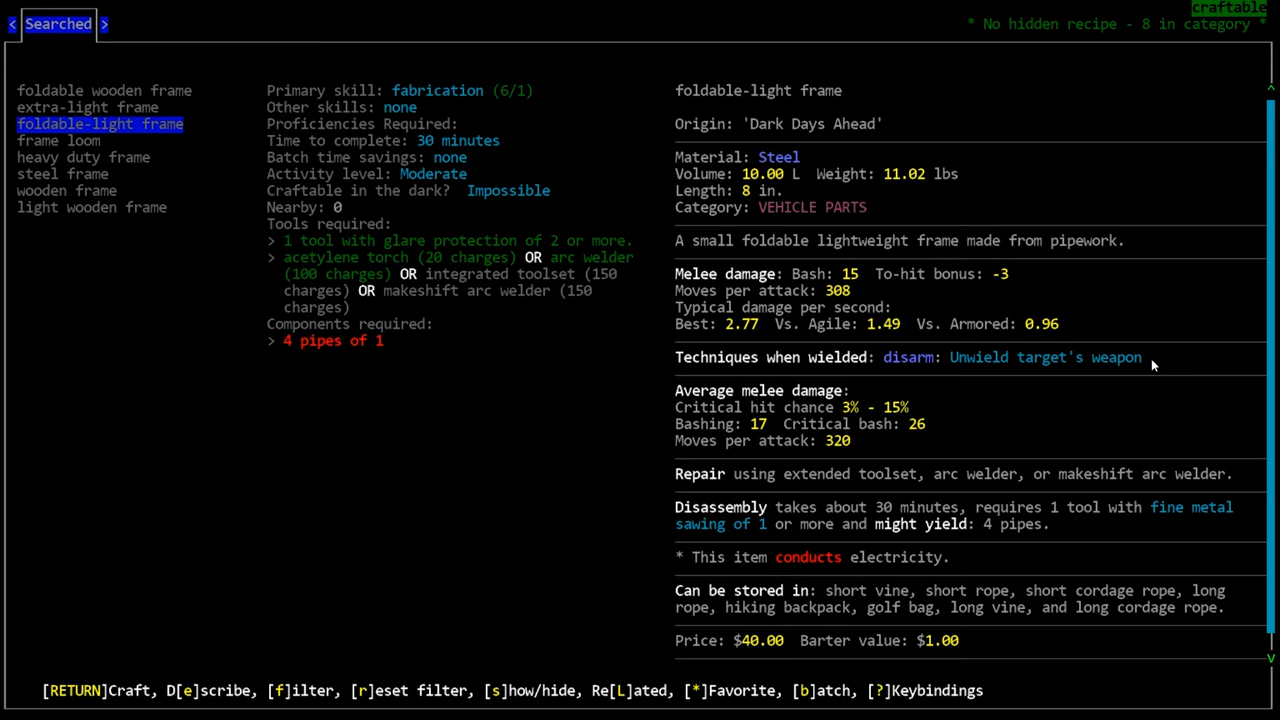 craftable
< Searched >
* No hidden recipe - 8 in category *
foldable wooden frame
extra-light frame
foldable-light frame
frame loom
heavy duty frame
steel frame
wooden frame
light wooden frame
Primary skill: fabrication (6/1)
Other skills: none
Proficiencies Required:
Time to complete: 30 minutes
Batch time savings: none
Activity level: Moderate
Craftable in the dark? Impossible
Nearby: 0
Tools required:
> 1 tool with glare protection of 2 or more.
> acetylene torch (20 charges) OR arc welder
(100 charges) OR integrated toolset (150
charges) OR makeshift arc welder (150
charges)
Components required:
> 4 pipes of 1
foldable-light frame
Origin: 'Dark Days Ahead'
Material: Steel
Volume: 10.00 L Weight: 11.02 lbs
Length: 8 in.
Category: VEHICLE PARTS
A small foldable lightweight frame made from pipework.
Melee damage: Bash: 15 To-hit bonus: -3
Moves per attack: 308
Typical damage per second:
Best: 2.77 Vs. Agile: 1.49 Vs. Armored: 0.96
Techniques when wielded: disarm: Unwield target's weapon
Average melee damage:
Critical hit chance 3% - 15%
Bashing: 17 Critical bash: 26
Moves per attack: 320
Repair using extended toolset, arc welder, or makeshift arc welder.
Disassembly takes about 30 minutes, requires 1 tool with fine metal
sawing of 1 or more and might yield: 4 pipes.
* This item conducts electricity.
Can be stored in: short vine, short rope, short cordage rope, long
rope, hiking backpack, golf bag, long vine, and long cordage rope.
Price: $40.00 Barter value: $1.00
[RETURN]Craft, D[e]scribe, [f]ilter, [r]eset filter, [s]how/hide, Re[L]ated, [*]Favorite, [b]atch, [?]Keybindings